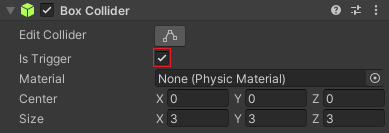 Box Collider
Edit Collider
Is Trigger
Material None (Physic Material)
Center X 0 Y 0 Z 0
Size X 3 Y 3 Z 3